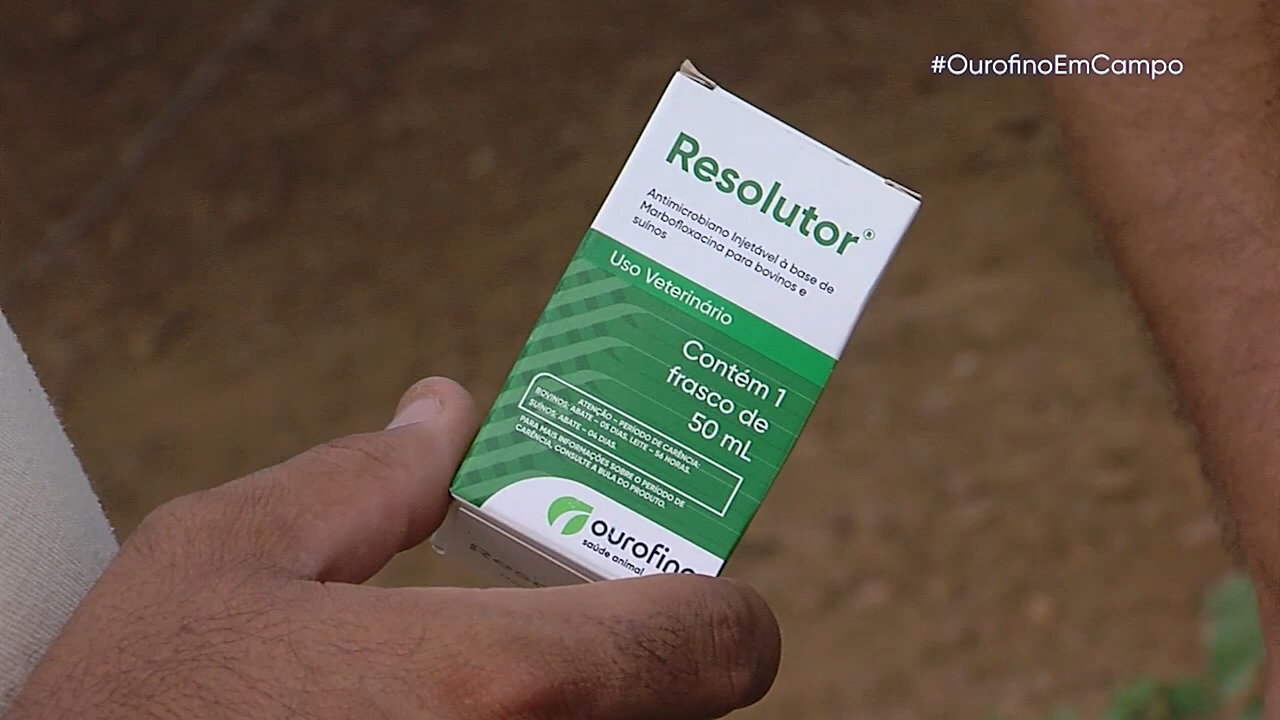 #OurofinoEmCampo
Resolutor®
Antimicrobiano Injetável à base de
Marbofloxacina para bovinos e
suínos
Uso Veterinário
Contém 1
frasco de
50 mL
ATENÇÃO - PERÍODO DE CARÊNCIA:
BOVINOS: ABATE - 05 DIAS. LEITE - 56 HORAS.
SUÍNOS: ABATE - 04 DIAS.
PARA MAIS INFORMAÇÕES SOBRE O PERÍODO DE
CARÊNCIA, CONSULTE A BULA DO PRODUTO.
ourofino
saúde animal